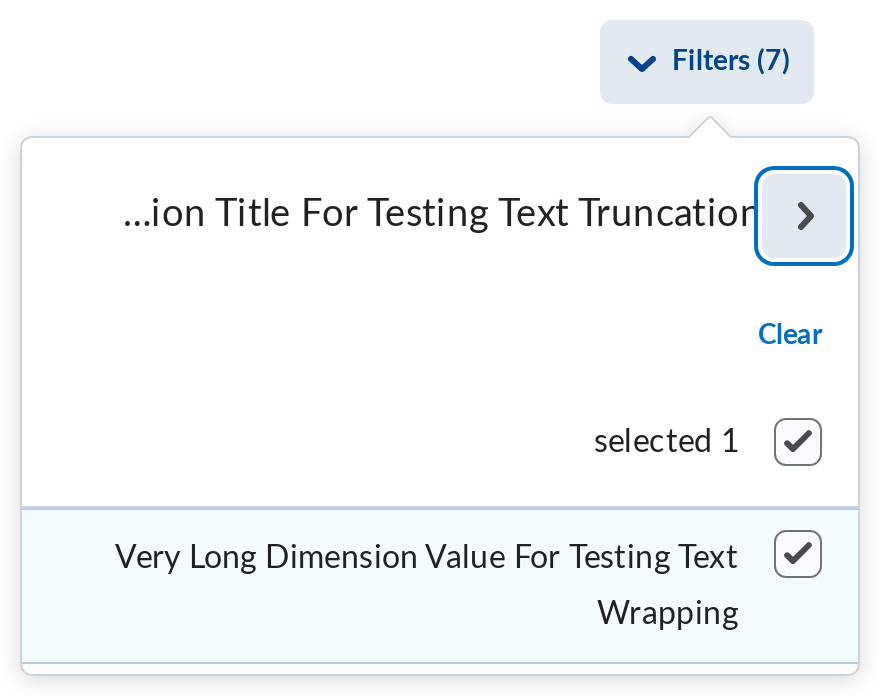 Filters (7)
...ion Title For Testing Text Truncation
Clear
selected 1
Very Long Dimension Value For Testing Text
Wrapping